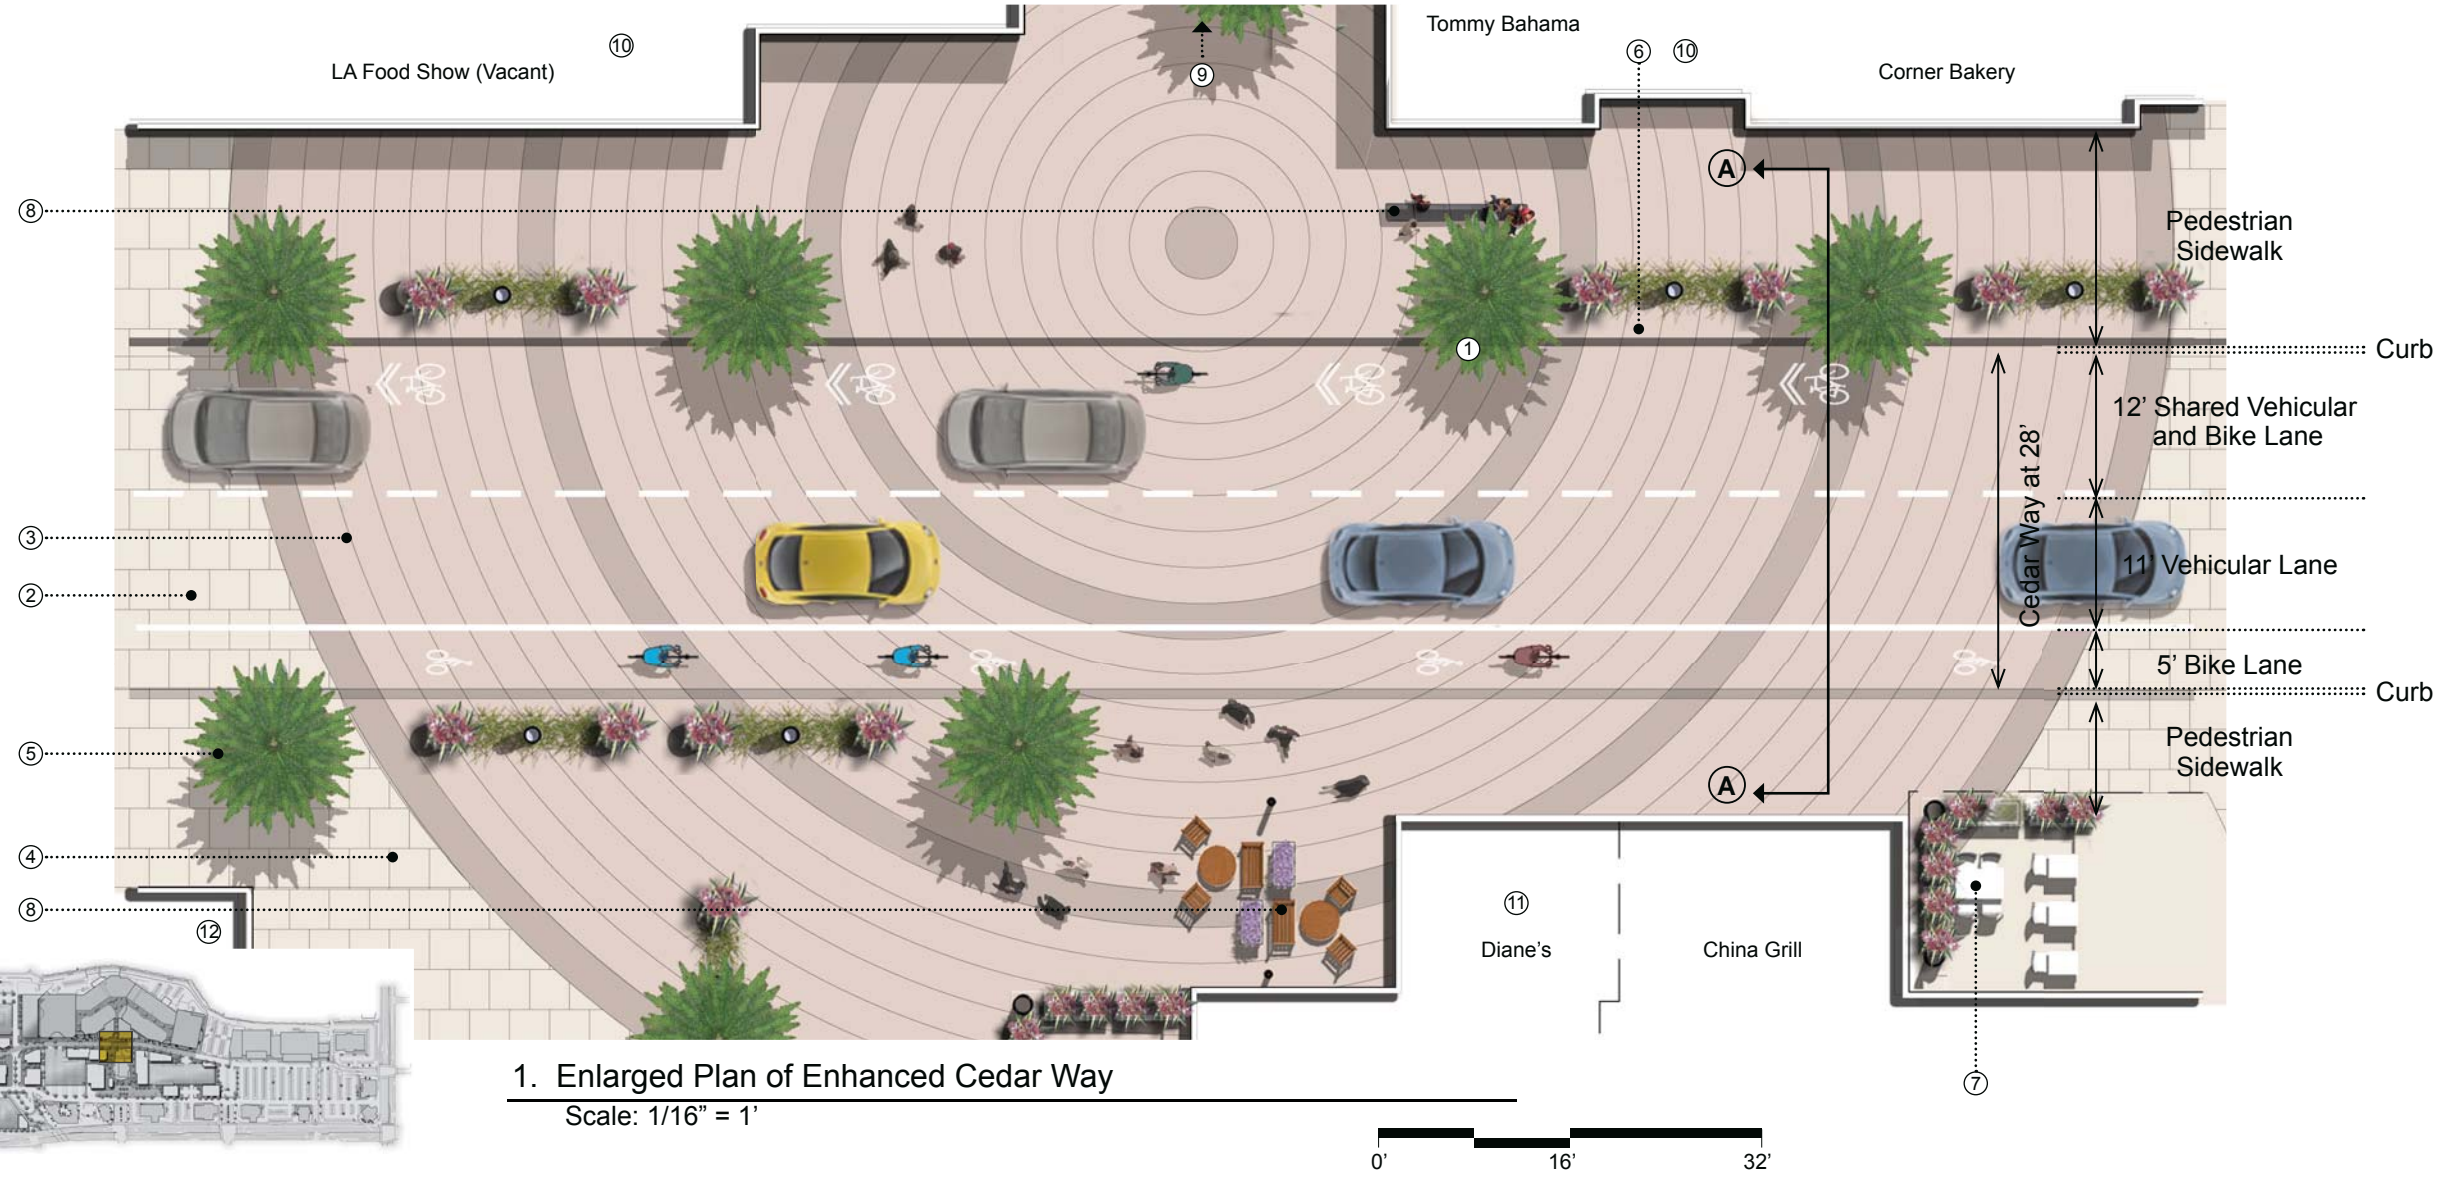 Tommy Bahama
⑩
LA Food Show (Vacant)
⑨
⑥ ⑩
Corner Bakery
A
⑧
Pedestrian
Sidewalk
①
Curb
12’ Shared Vehicular
and Bike Lane
Cedar Way at 28’
③
11’ Vehicular Lane
②
5’ Bike Lane
Curb
⑤
Pedestrian
Sidewalk
A
④
⑧
⑪
⑫
Diane’s
China Grill
⑦
1. Enlarged Plan of Enhanced Cedar Way
Scale: 1/16” = 1’
0’ 16’ 32’